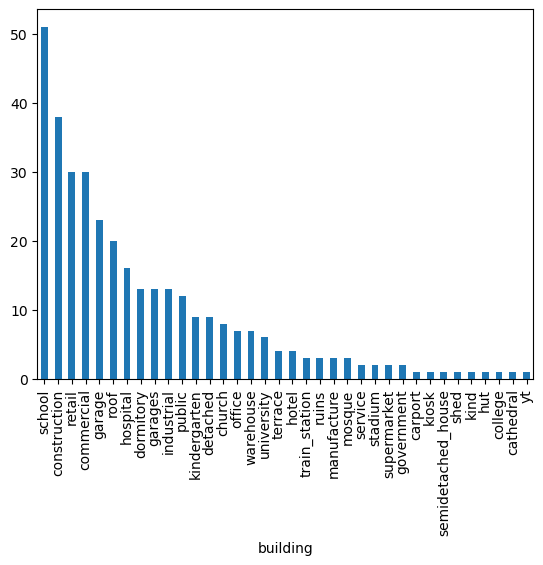 50
40
30
20
10
0
school
construction
retail
commercial
garage
roof
hospital
dormitory
garages
industrial
public
kindergarten
detached
church
office
warehouse
university
terrace
hotel
train_station
ruins
manufacture
mosque
service
stadium
supermarket
government
carport
kiosk
semidetached_house
shed
kind
hut
college
cathedral
yt
building